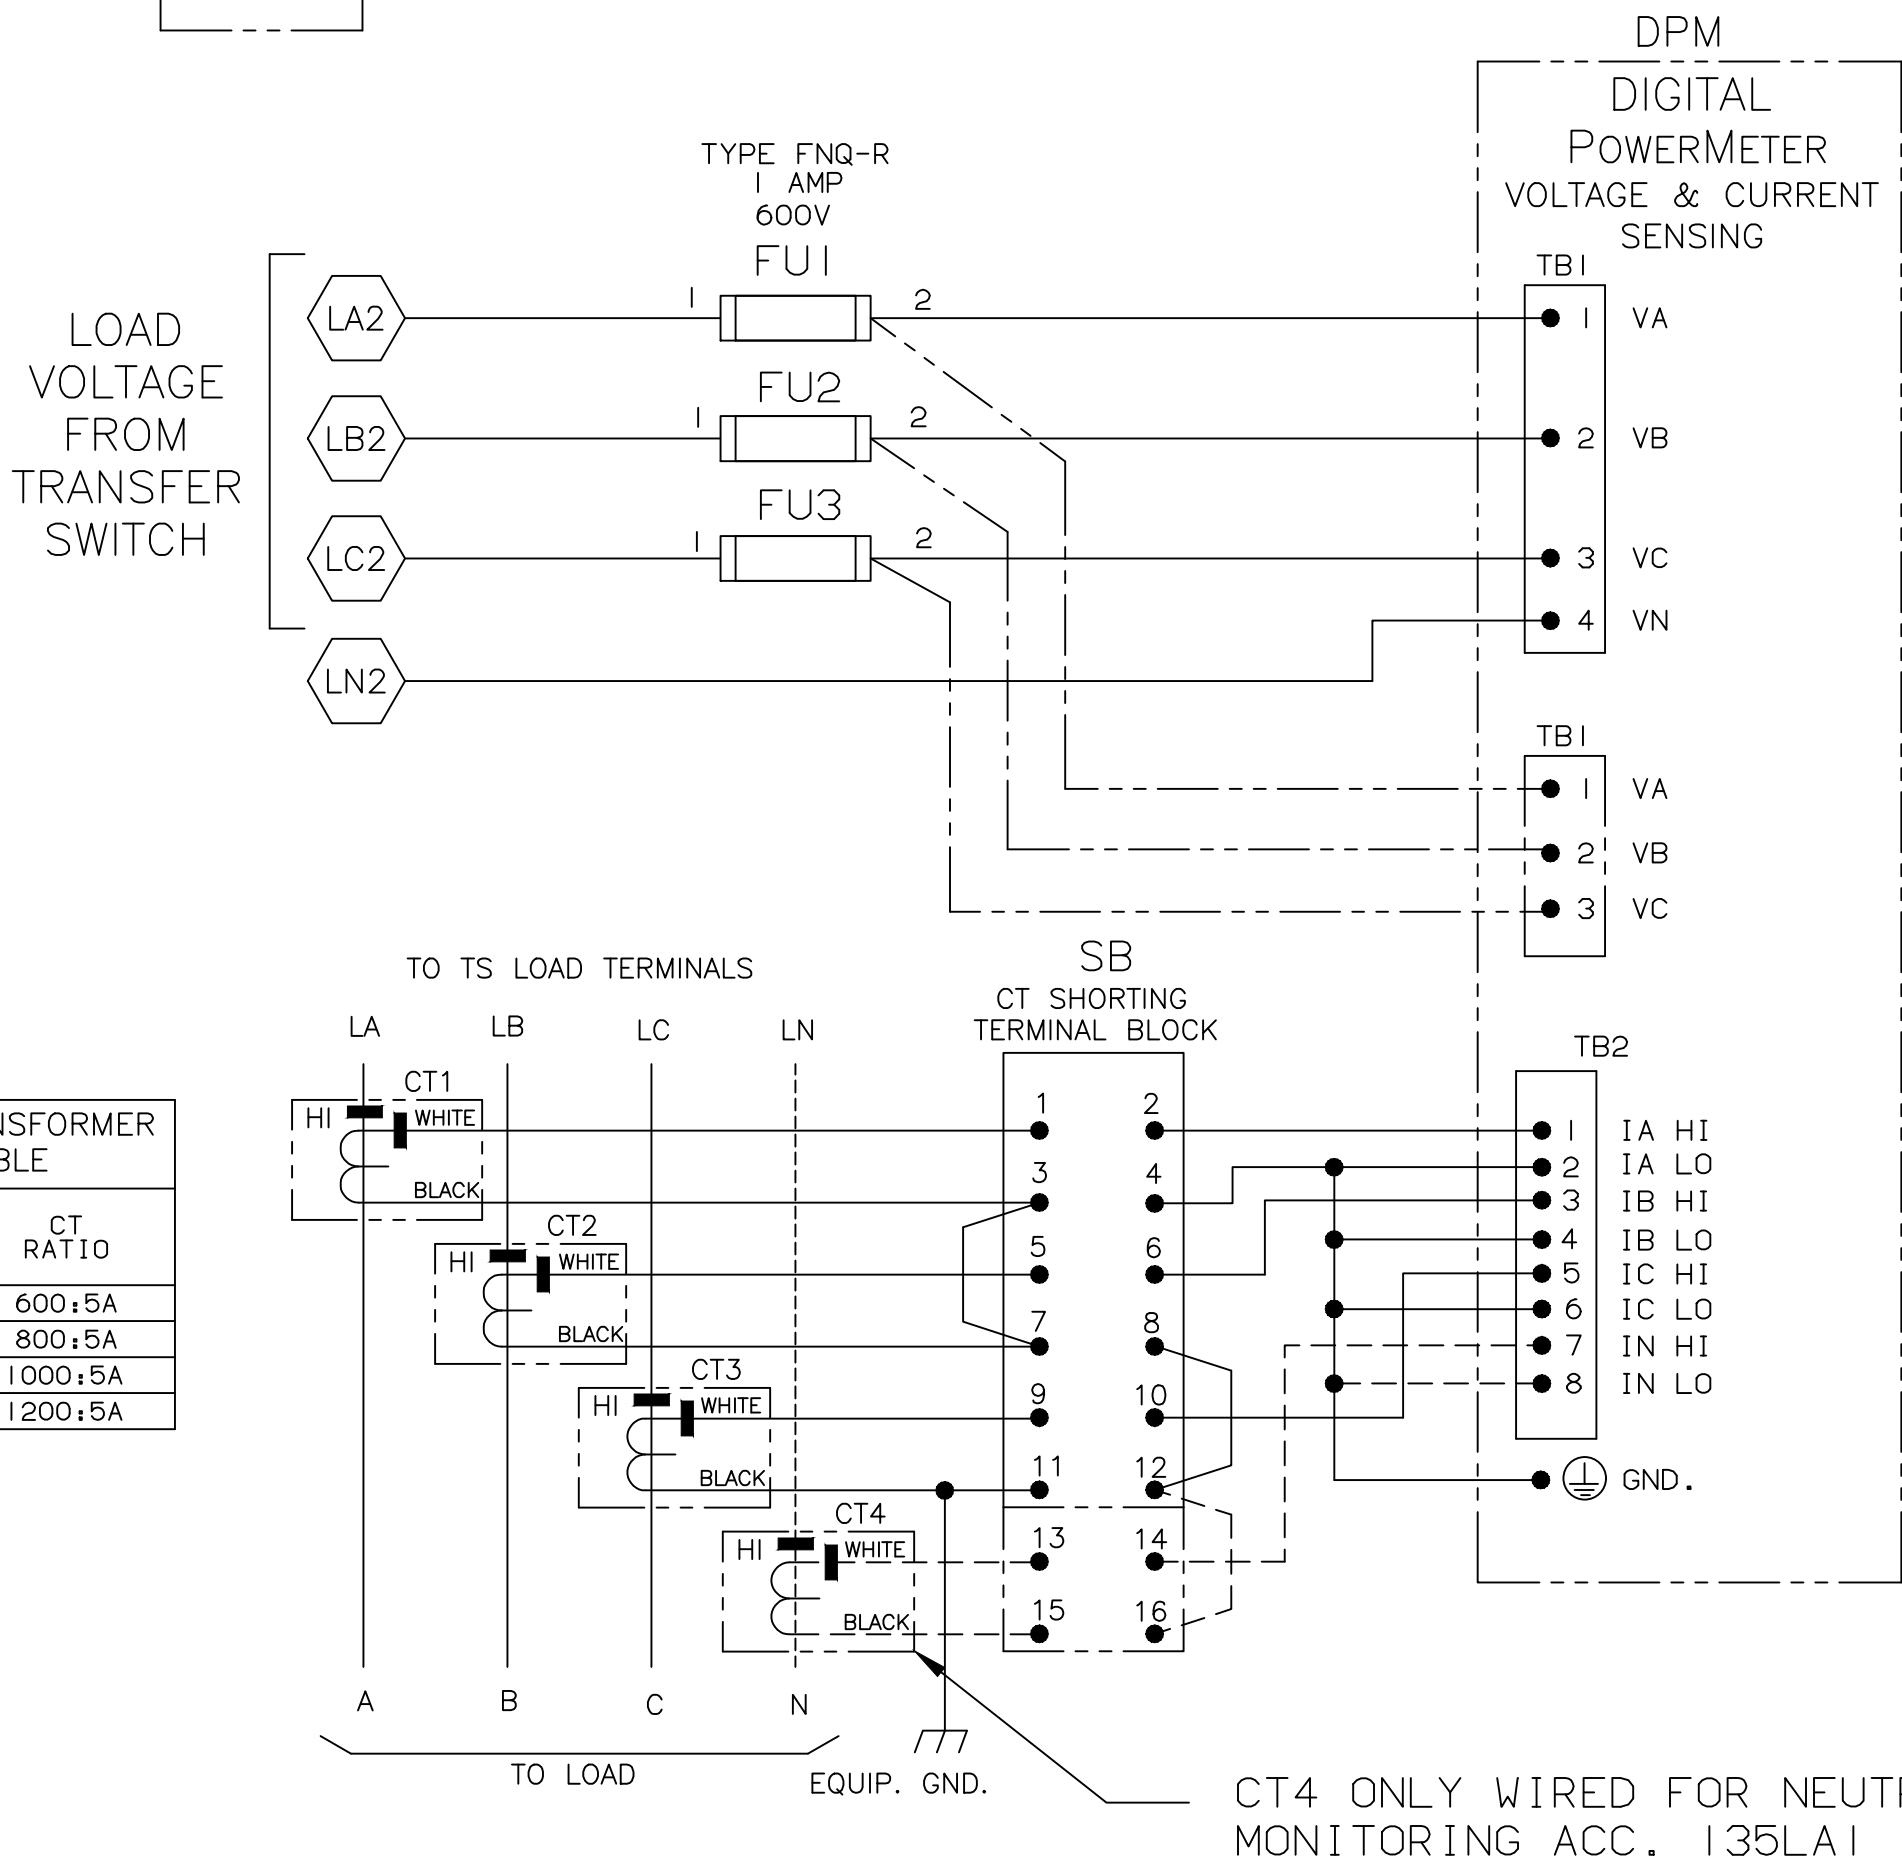 DPM
DIGITAL
POWERMETER
VOLTAGE & CURRENT
SENSING
TYPE FNQ-R
1 AMP
600V
FU1
LOAD
VOLTAGE
FROM
TRANSFER
SWITCH
LA2
1
2
TB1
1 VA
FU2
LB2
1
2
2 VB
FU3
LC2
1
2
3 VC
4 VN
LN2
TB1
1 VA
2 VB
3 VC
TO TS LOAD TERMINALS
LA LB LC LN
SB
CT SHORTING
TERMINAL BLOCK
TB2
CT1
HI WHITE
BLACK
CT2
HI WHITE
BLACK
CT3
HI WHITE
BLACK
CT4
HI WHITE
BLACK
1 2
3 4
5 6
7 8
9 10
11 12
13 14
15 16
1 IA HI
2 IA LO
3 IB HI
4 IB LO
5 IC HI
6 IC LO
7 IN HI
8 IN LO
GND.
NSFORMER
BLE
CT
RATIO
600:5A
800:5A
1000:5A
1200:5A
A B C N
TO LOAD
EQUIP. GND.
CT4 ONLY WIRED FOR
MONITORING ACC. 135LA1